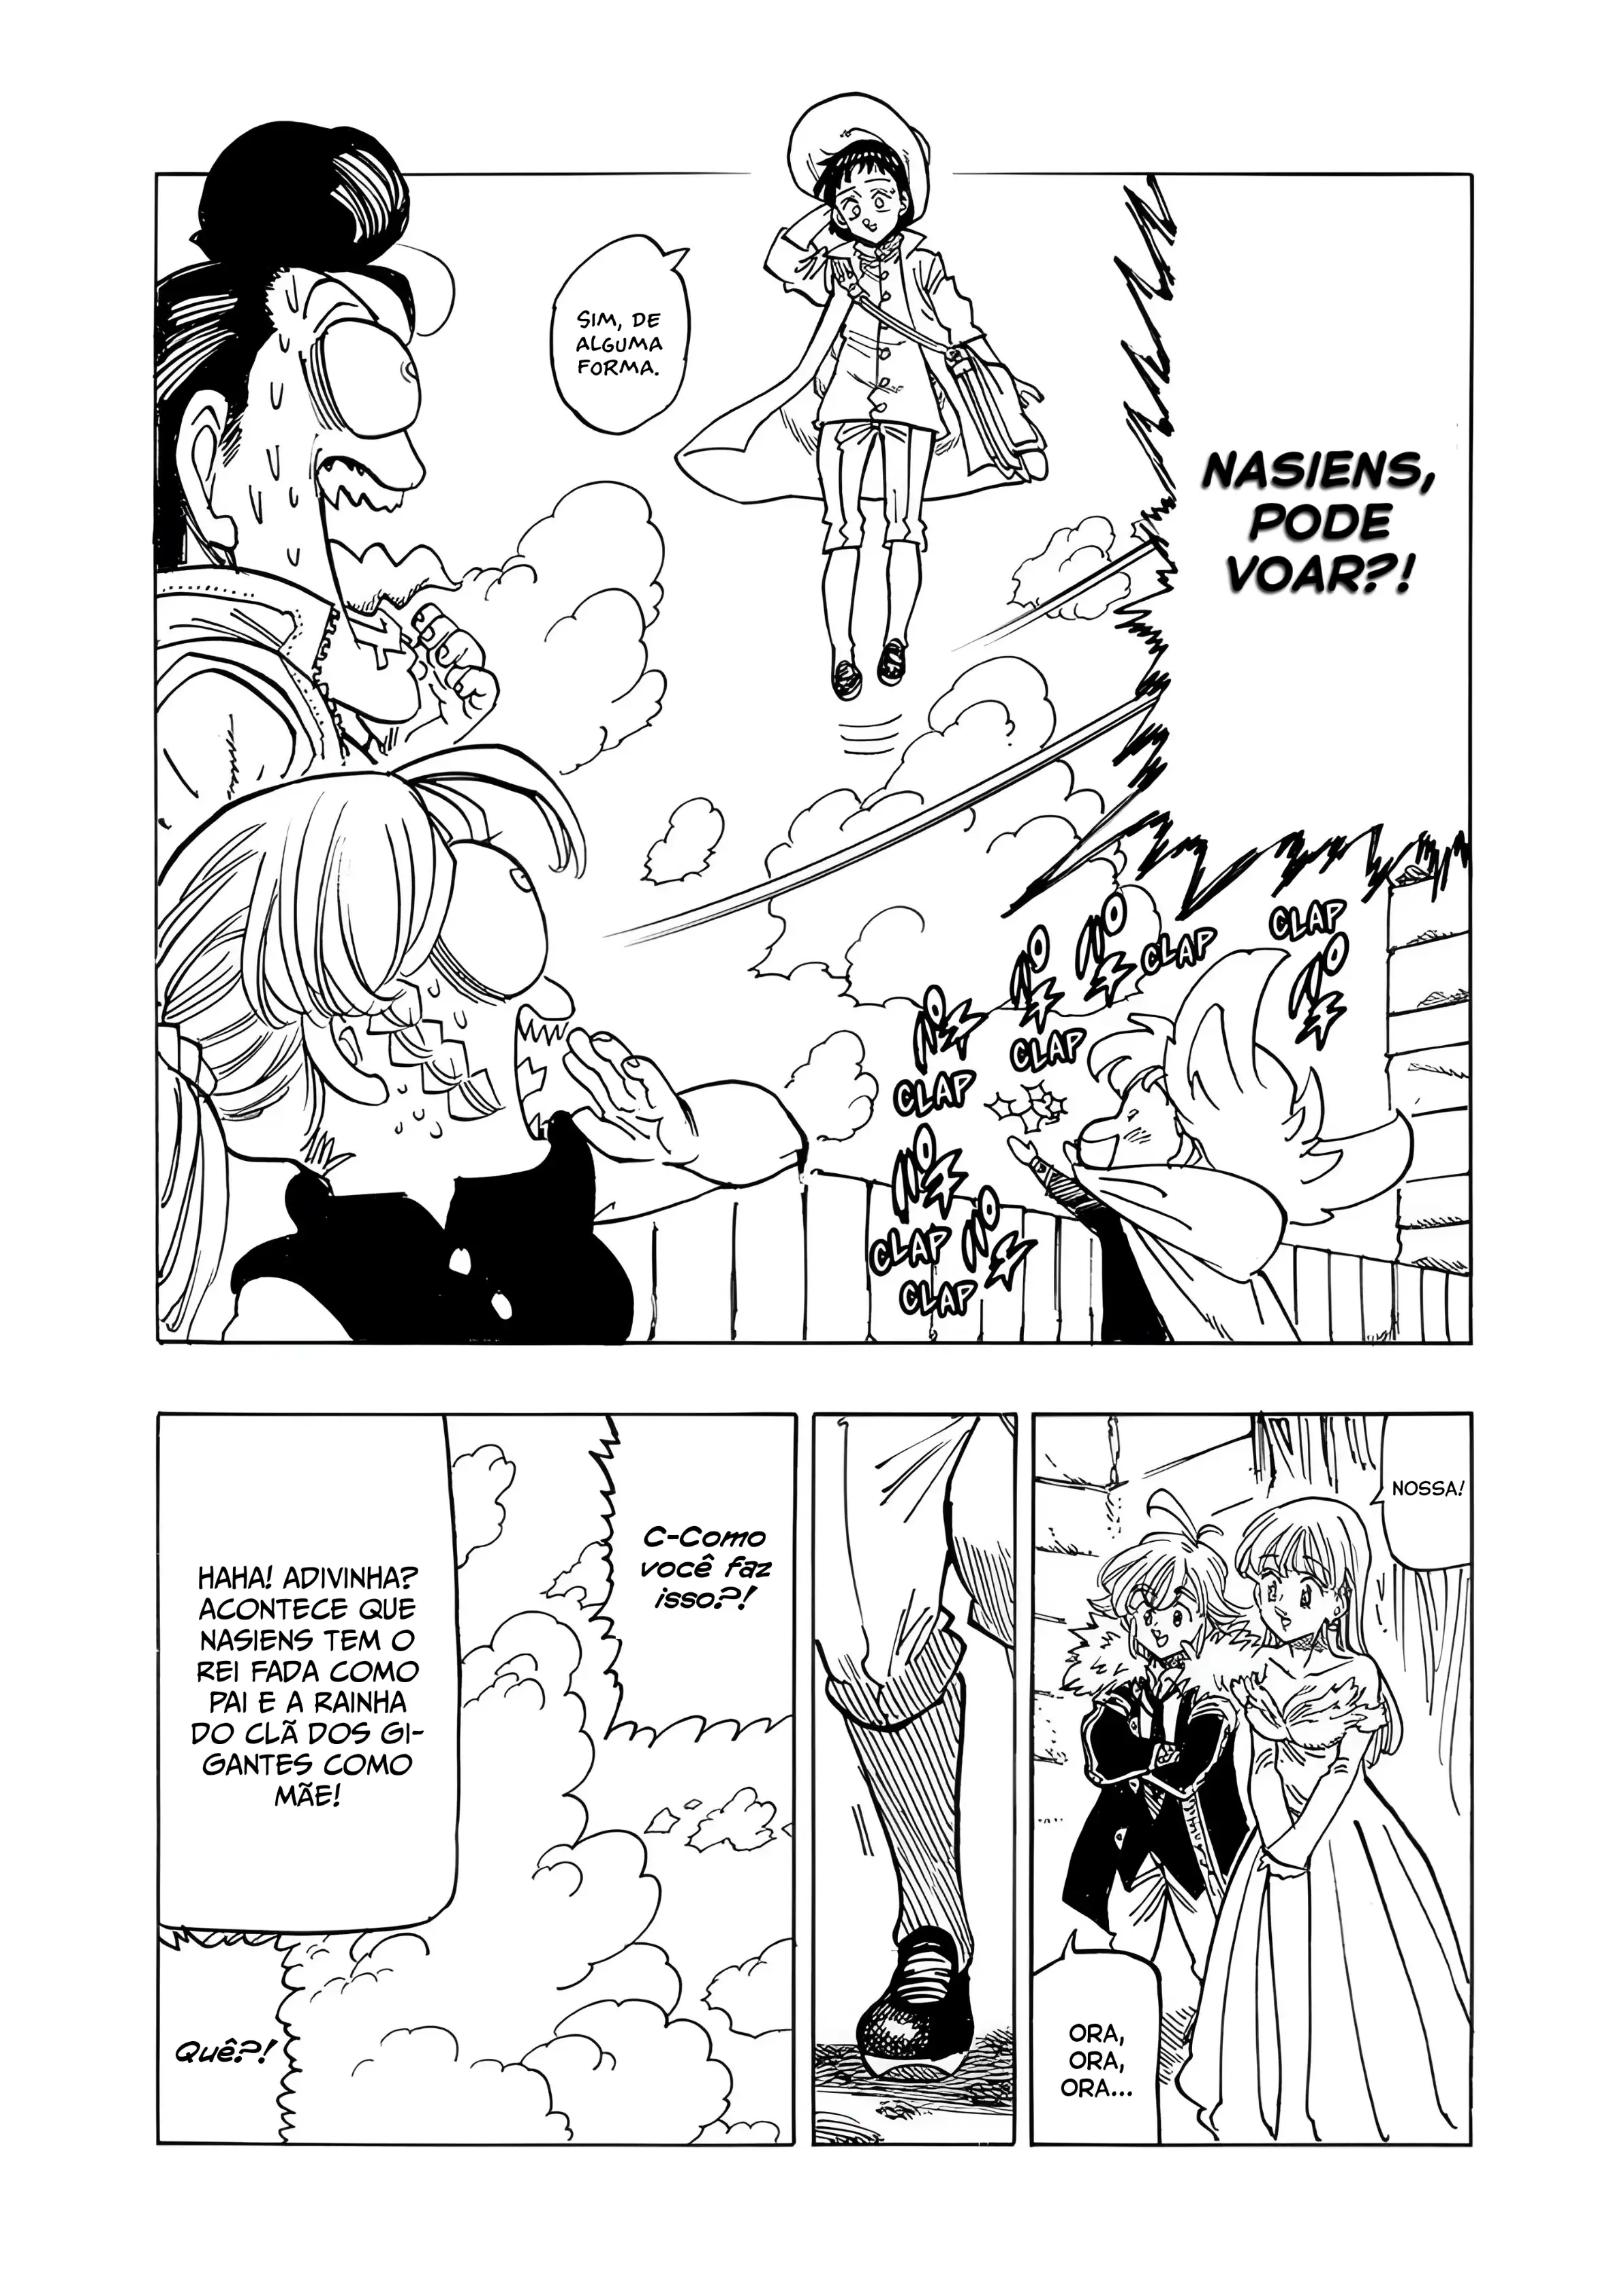 NASIENS,
PODE
VOAR?!
SIM, DE
ALGUMA
FORMA.
CLAP
CLAP
CLAP
CLAP
CLAP
CLAP
NOSSA!
ORA,
ORA,
ORA...
C-Como
você faz
isso?!
HAHA! ADIVINHA?
ACONTECE QUE
NASIENS TEM O
REI FADA COMO
PAI E A RAINHA
DO CLÃ DOS GI-
GANTES COMO
MÃE!
Quê?!